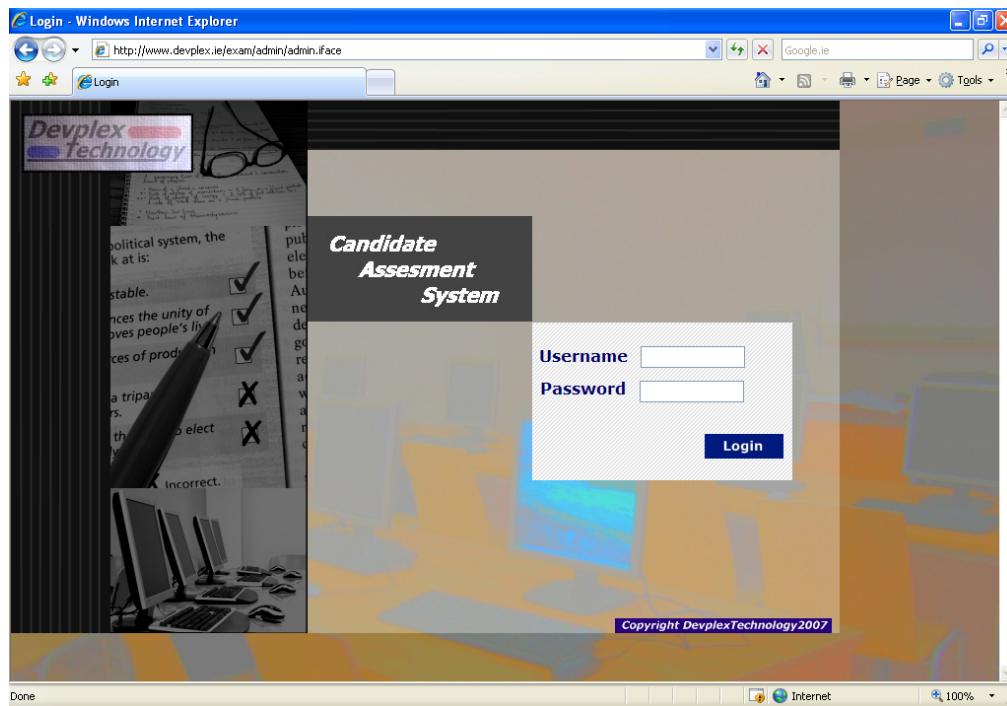 Login - Windows Internet Explorer
http://www.devplex.ie/exam/admin/admin.iface
Google.ie
Login
Page
Tools
Devplex
Technology
political system, the
k at is:
stable.
nces the unity of
oves people's
ces of prod
a tripa
rs.
th
o elect
Incorrect.
Candidate
Assesment
System
Username
Password
Login
Copyright DevplexTechnology2007
Done
Internet
100%